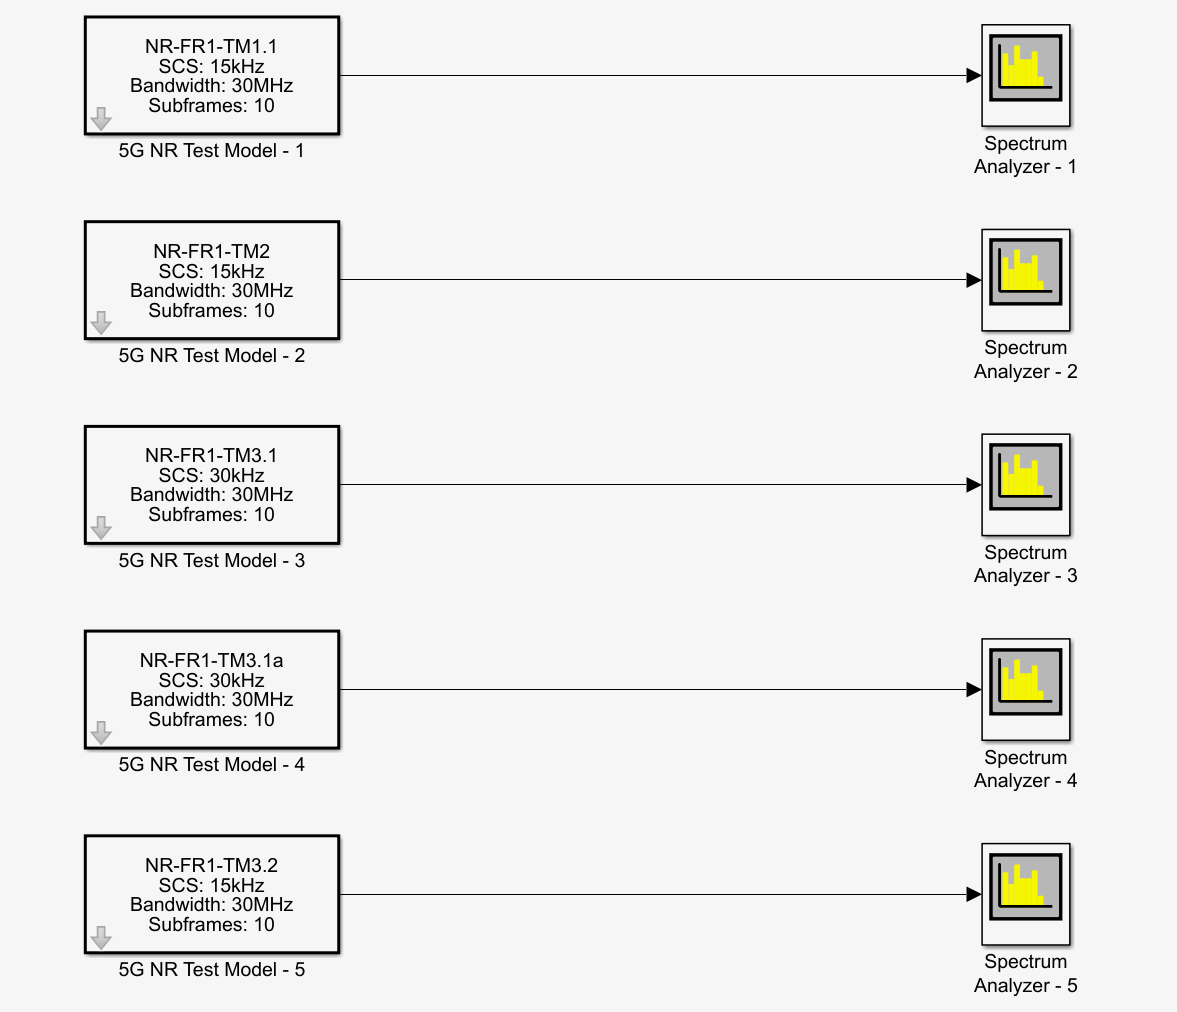 NR-FR1-TM1.1
SCS: 15kHz
Bandwidth: 30MHz
Subframes: 10
5G NR Test Model - 1
Spectrum
Analyzer - 1
NR-FR1-TM2
SCS: 15kHz
Bandwidth: 30MHz
Subframes: 10
5G NR Test Model - 2
Spectrum
Analyzer - 2
NR-FR1-TM3.1
SCS: 30kHz
Bandwidth: 30MHz
Subframes: 10
5G NR Test Model - 3
Spectrum
Analyzer - 3
NR-FR1-TM3.1a
SCS: 30kHz
Bandwidth: 30MHz
Subframes: 10
5G NR Test Model - 4
Spectrum
Analyzer - 4
NR-FR1-TM3.2
SCS: 15kHz
Bandwidth: 30MHz
Subframes: 10
5G NR Test Model - 5
Spectrum
Analyzer - 5